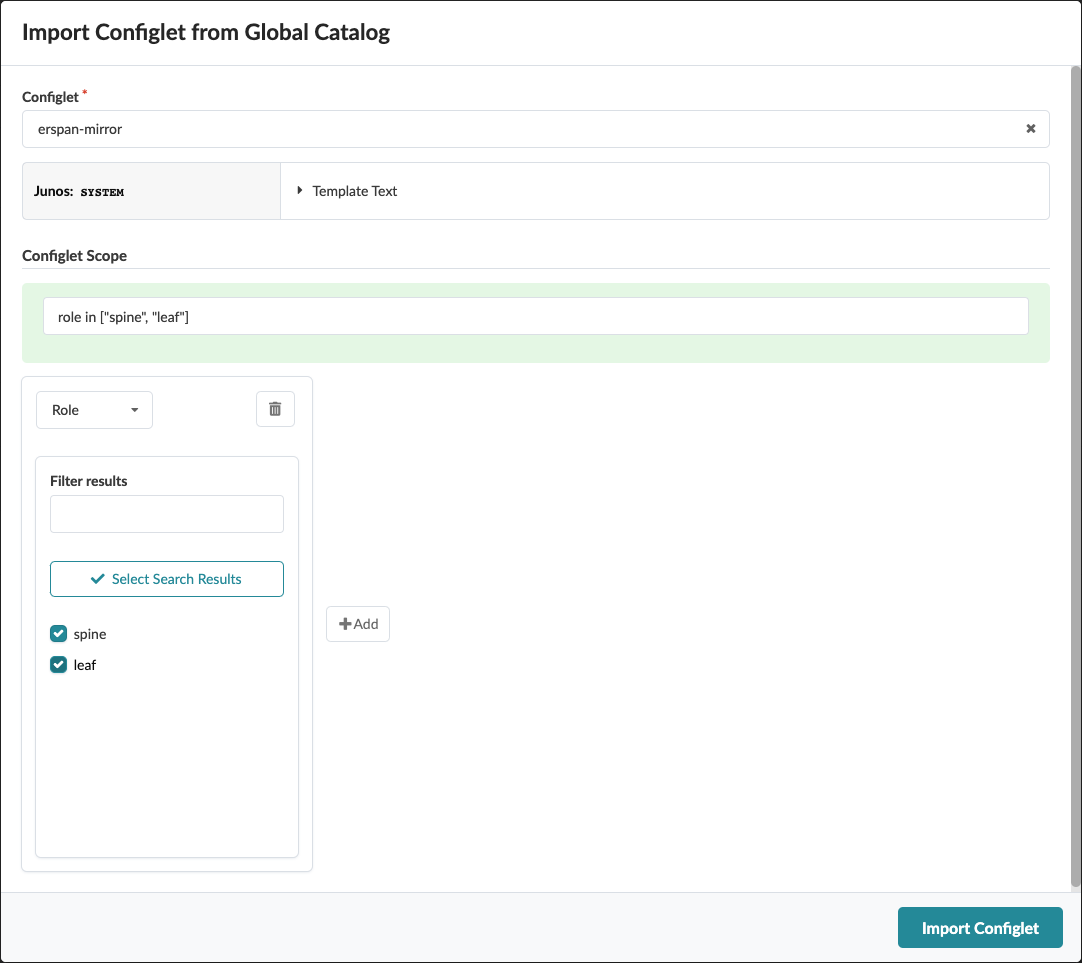 Import Configlet from Global Catalog
Configlet *
erspan-mirror
Junos: SYSTEM
Template Text
Configlet Scope
role in ["spine", "leaf"]
Role
Filter results
Select Search Results
spine
leaf
Add
Import Configlet